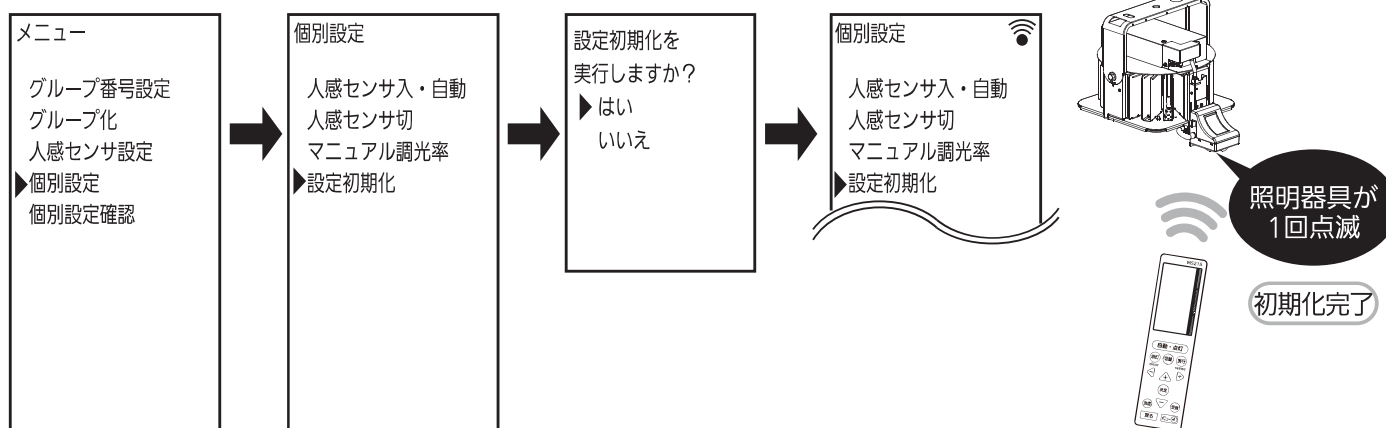 メニュー
グループ番号設定
グループ化
人感センサ設定
▶個別設定
個別設定確認
個別設定
人感センサ入・自動
人感センサ切
マニュアル調光率
▶設定初期化
設定初期化を
実行しますか？
▶はい
いいえ
個別設定
人感センサ入・自動
人感センサ切
マニュアル調光率
▶設定初期化
照明器具が
1回点滅
初期化完了
自動・点灯
戻る